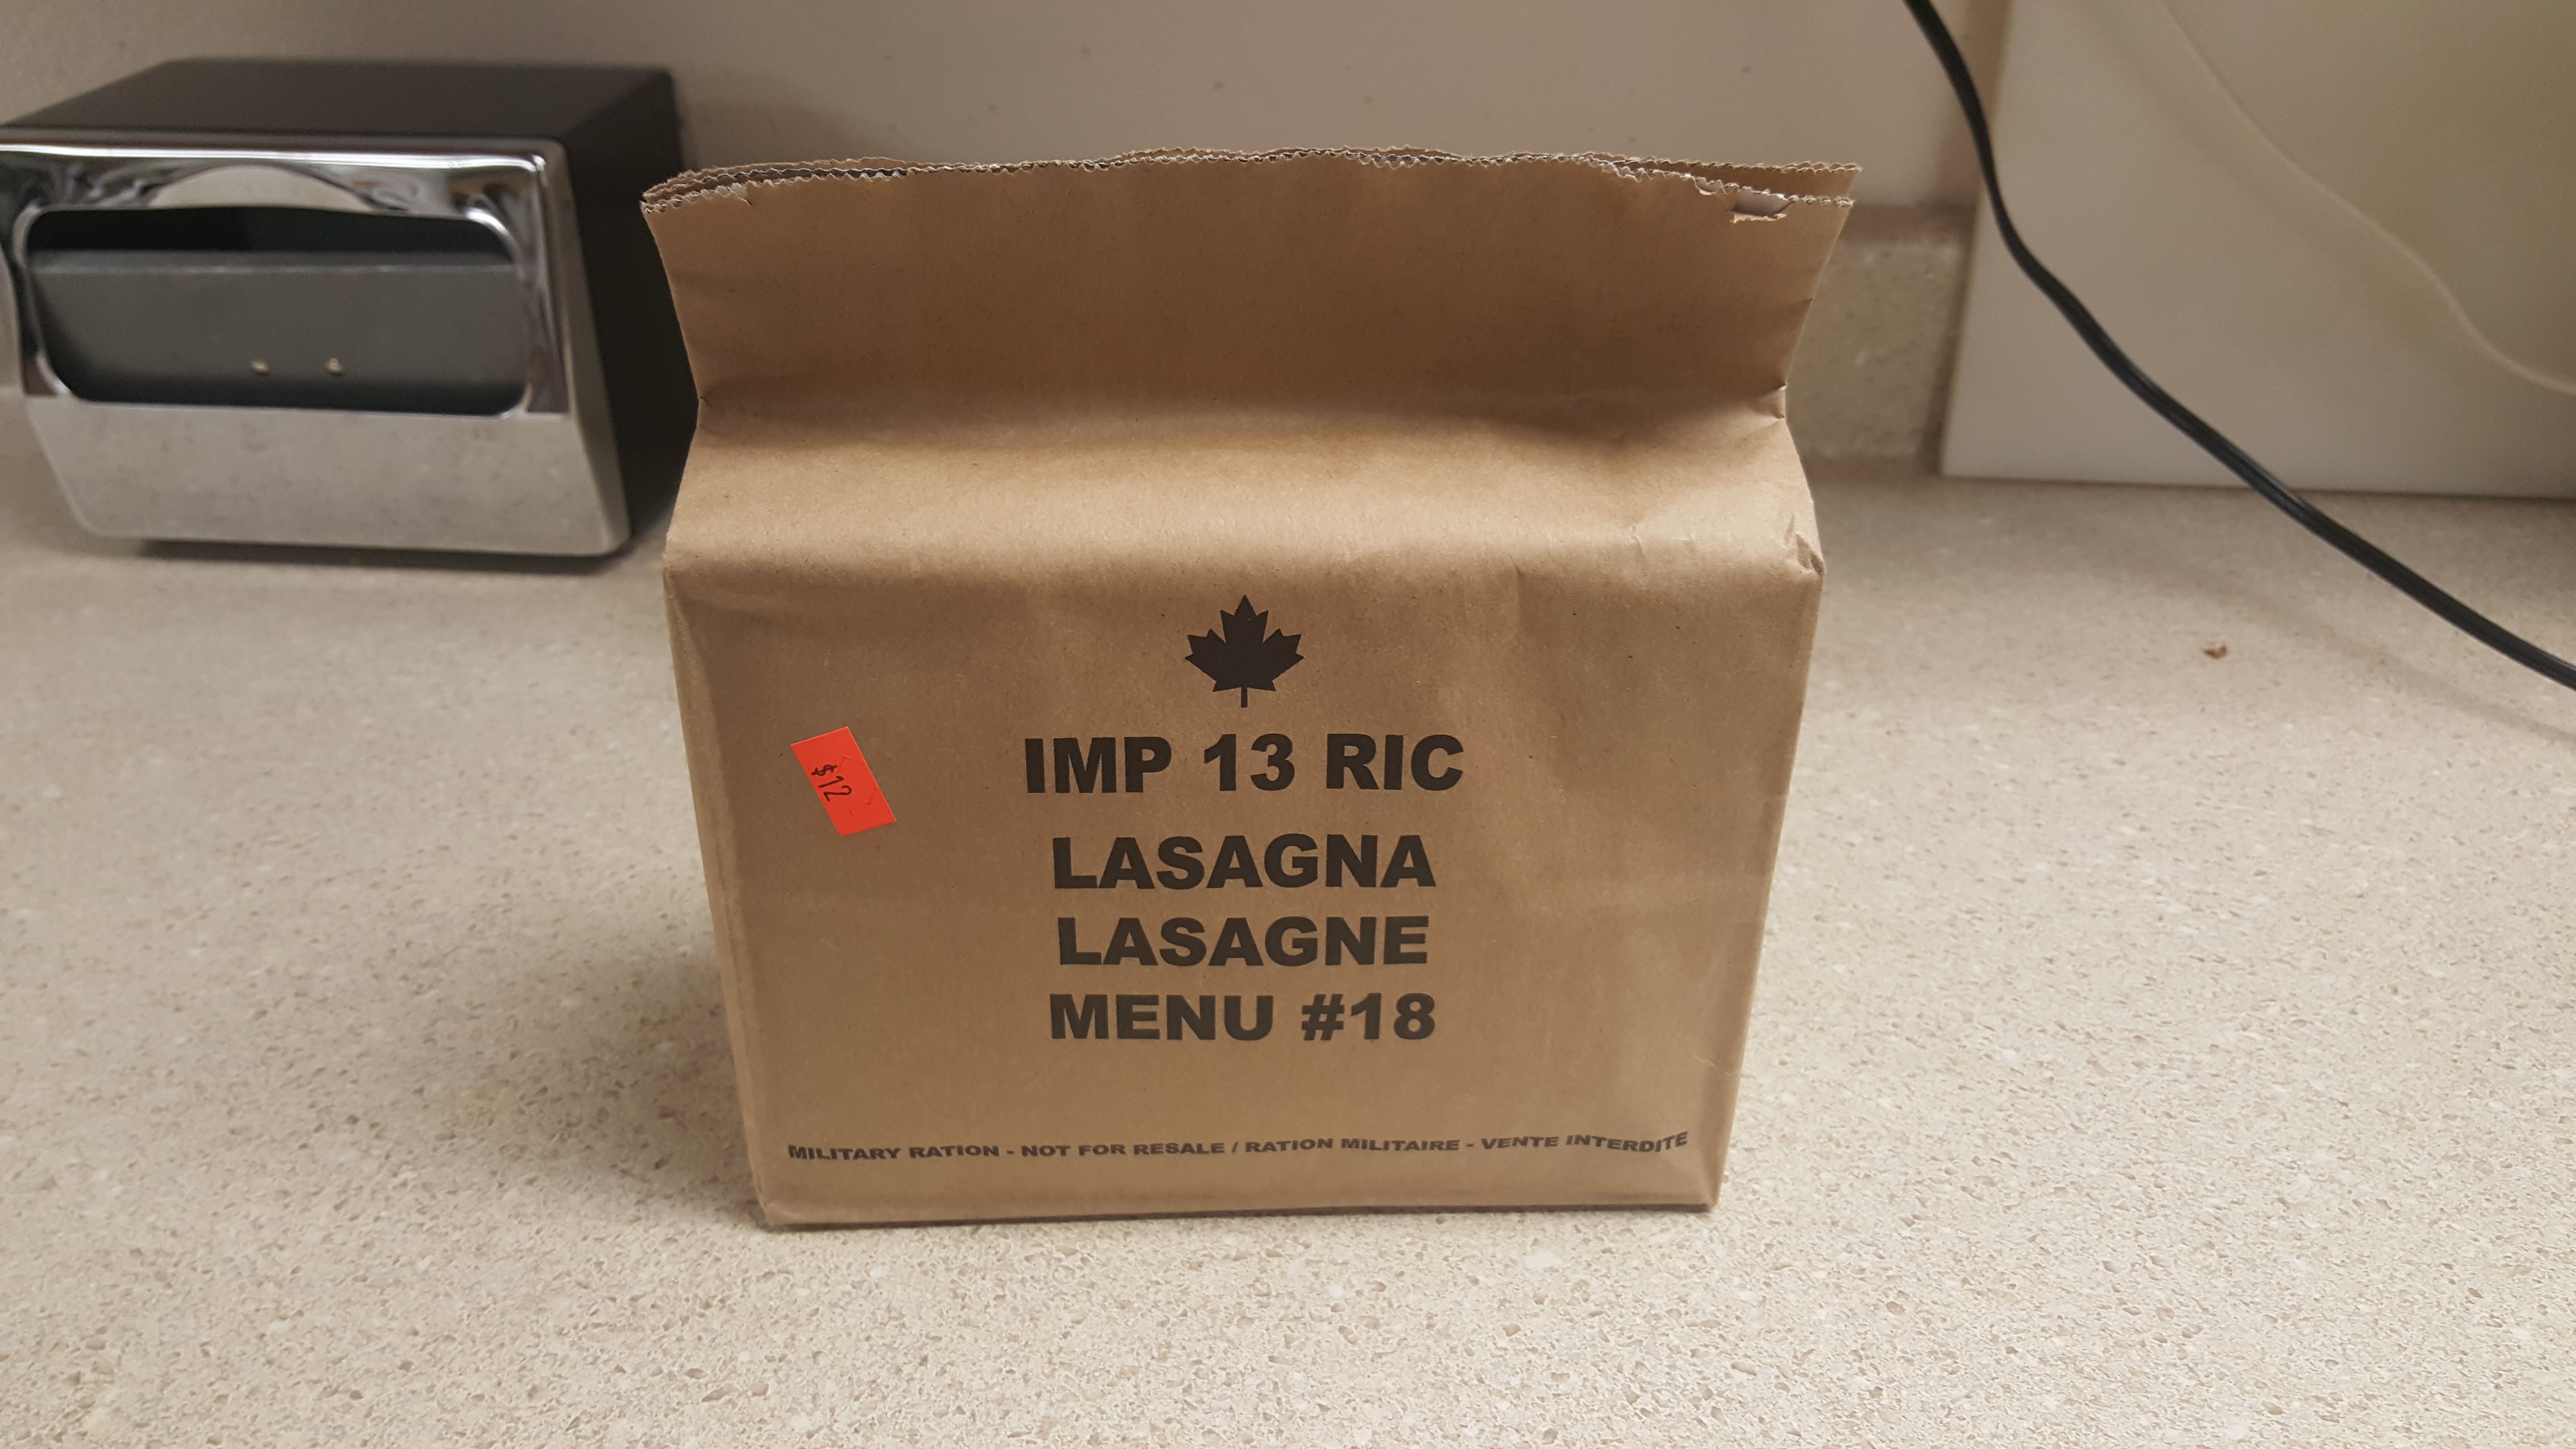 IMP 13 RIC
$12
LASAGNA
LASAGNE
MENU #18
MILITARY RATION - NOT FOR RESALE / RATION MILITAIRE - VENTE INTERDITE